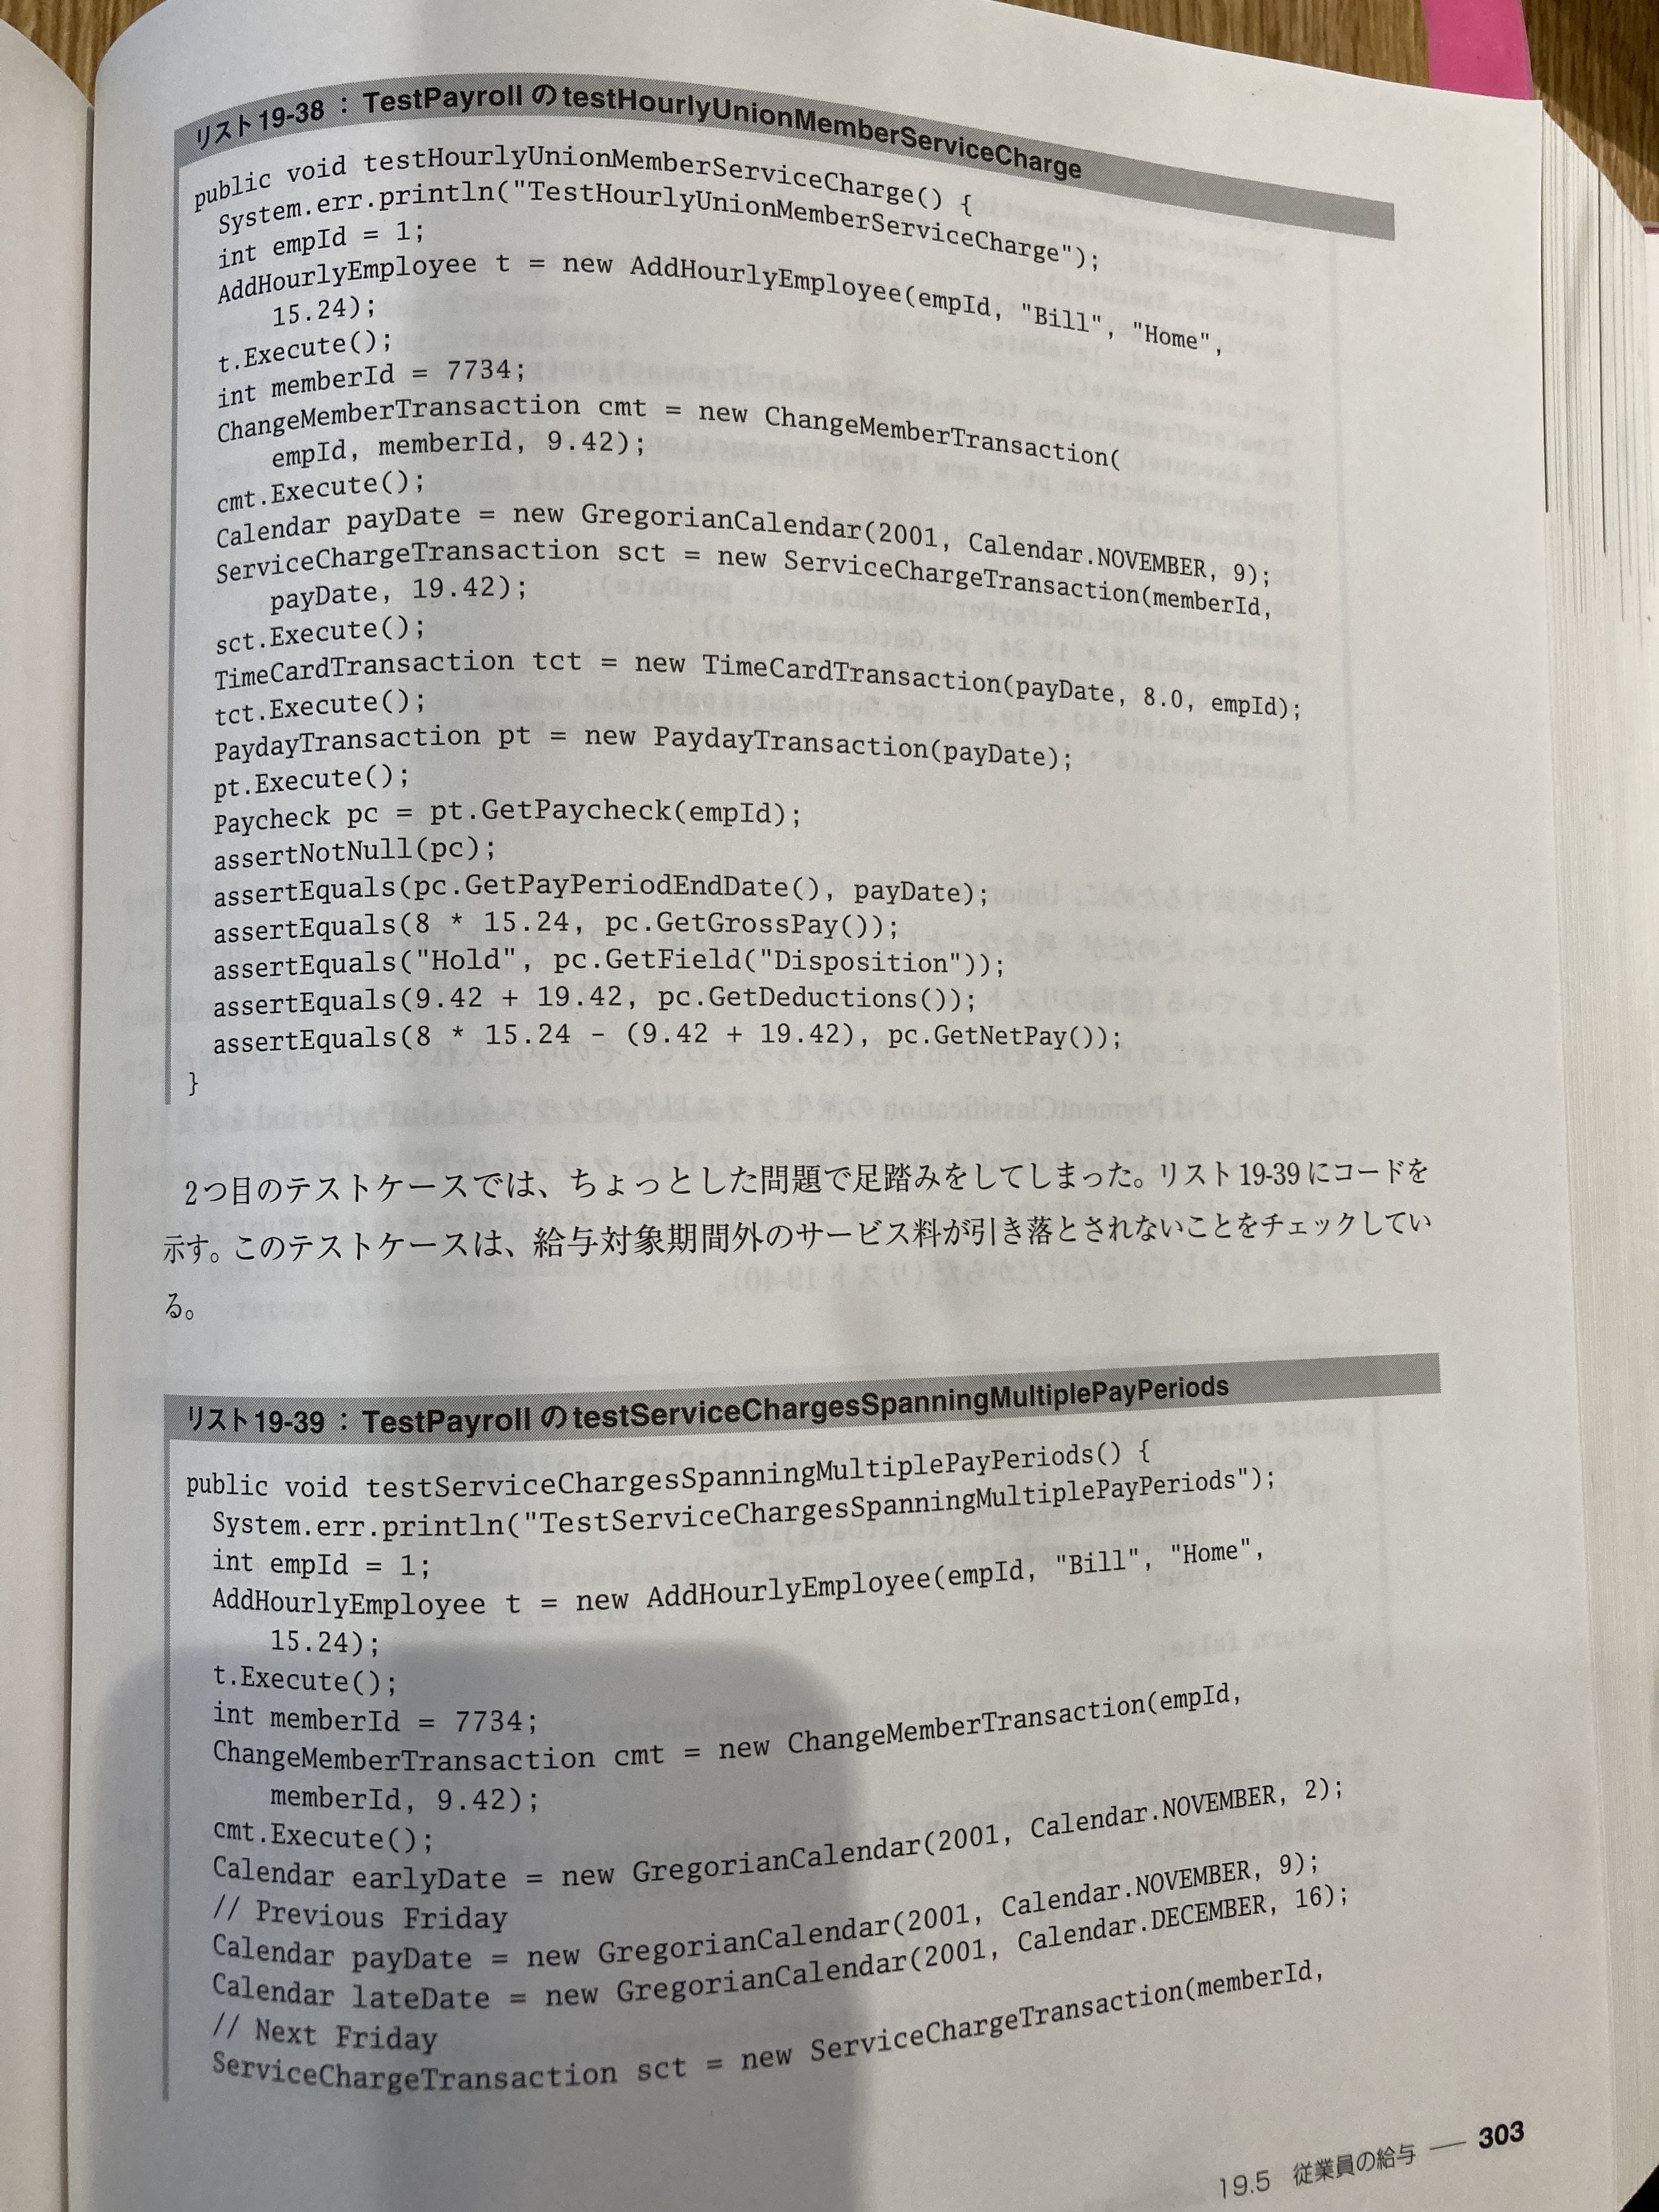 リスト19-38：TestPayrollのtestHourlyUnionMemberServiceCharge
public void testHourlyUnionMemberServiceCharge() {
System.err.println("TestHourlyUnionMemberServiceCharge");
int empId = 1;
AddHourlyEmployee t = new AddHourlyEmployee(empId, "Bill", "Home",
15.24);
t.Execute();
int memberId = 7734;
ChangeMemberTransaction cmt = new ChangeMemberTransaction(
empId, memberId, 9.42);
cmt.Execute();
Calendar payDate = new GregorianCalendar(2001, Calendar.NOVEMBER, 9);
ServiceChargeTransaction sct = new ServiceChargeTransaction(memberId,
payDate, 19.42);
sct.Execute();
TimeCardTransaction tct = new TimeCardTransaction(payDate, 8.0, empId);
tct.Execute();
PaydayTransaction pt = new PaydayTransaction(payDate);
pt.Execute();
Paycheck pc = pt.GetPaycheck(empId);
assertNotNull(pc);
assertEquals(pc.GetPayPeriodEndDate(), payDate);
assertEquals(8 * 15.24, pc.GetGrossPay());
assertEquals("Hold", pc.GetField("Disposition"));
assertEquals(9.42 + 19.42, pc.GetDeductions());
assertEquals(8 * 15.24 - (9.42 + 19.42), pc.GetNetPay());
}
2つ目のテストケースでは、ちょっとした問題で足踏みをしてしまった。リスト19-39にコードを
示す。このテストケースは、給与対象期間外のサービス料が引き落とされないことをチェックしてい
る。
リスト19-39：TestPayrollのtestServiceChargesSpanningMultiplePayPeriods
public void testServiceChargesSpanningMultiplePayPeriods() {
System.err.println("TestServiceChargesSpanningMultiplePayPeriods");
int empId = 1;
AddHourlyEmployee t = new AddHourlyEmployee(empId, "Bill", "Home",
15.24);
t.Execute();
int memberId = 7734;
ChangeMemberTransaction cmt = new ChangeMemberTransaction(empId,
memberId, 9.42);
cmt.Execute();
Calendar earlyDate = new GregorianCalendar(2001, Calendar.NOVEMBER, 2);
// Previous Friday
Calendar payDate = new GregorianCalendar(2001, Calendar.NOVEMBER, 9);
Calendar lateDate = new GregorianCalendar(2001, Calendar.DECEMBER, 16);
// Next Friday
ServiceChargeTransaction sct = new ServiceChargeTransaction(memberId,
19.5 従業員の給与 — 303